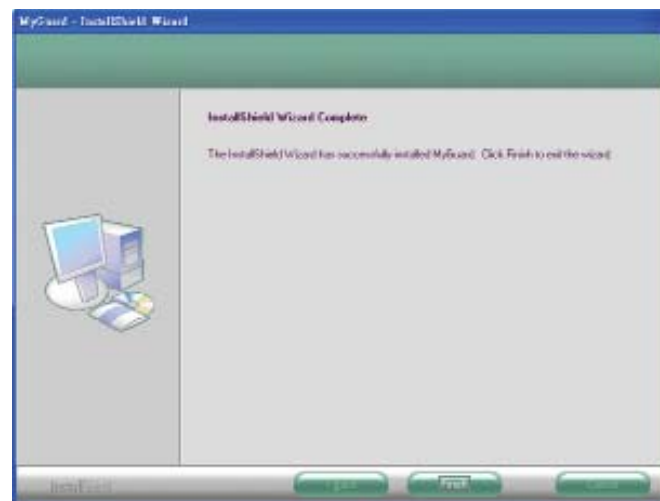 MyGuard - InstallShield Wizard
InstallShield Wizard Complete
The InstallShield Wizard has successfully installed MyGuard. Click Finish to exit the wizard.
Finish